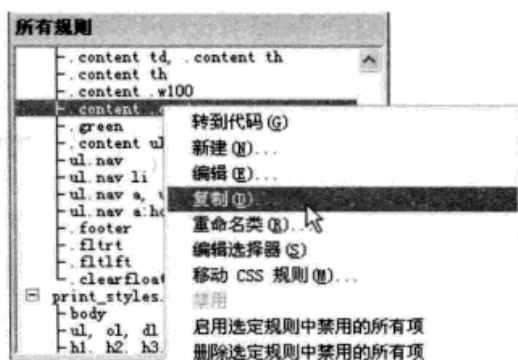 所有规则
.content td, .content th
.content th
.content .w100
.content
.green
.content ul
ul.nav
ul.nav li
ul.nav a,
ul.nav a:ho
.footer
.fltrt
.fltlft
.clearfloat
print_styles.
body
ul, ol, dl
h1, h2, h3
转到代码(G)
新建(N)...
编辑(E)...
复制(D)...
重命名类(R)...
编辑选择器(S)
移动 CSS 规则(M)...
禁用
启用选定规则中禁用的所有项
删除选定规则中禁用的所有项